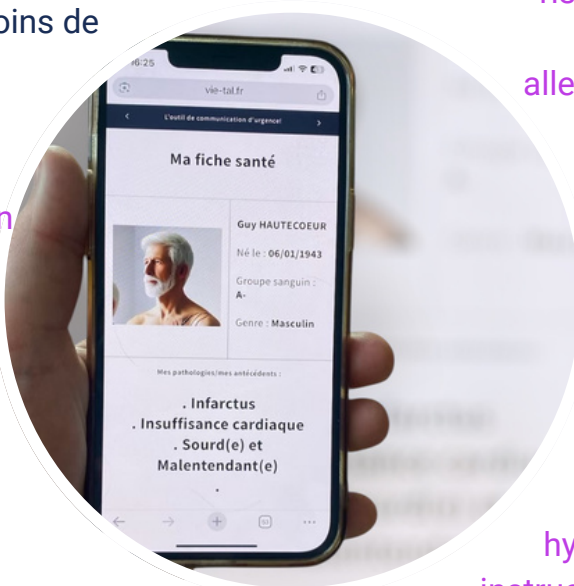 oins de
alle
n
16:25
vie-tal.fr
L'outil de communication d'urgence!
Ma fiche santé
Guy HAUTECOEUR
Né le : 06/01/1943
Groupe sanguin :
A-
Genre : Masculin
Mes pathologies/mes antécédents :
. Infarctus
. Insuffisance cardiaque
. Sourd(e) et
Malentendant(e)
.
hy